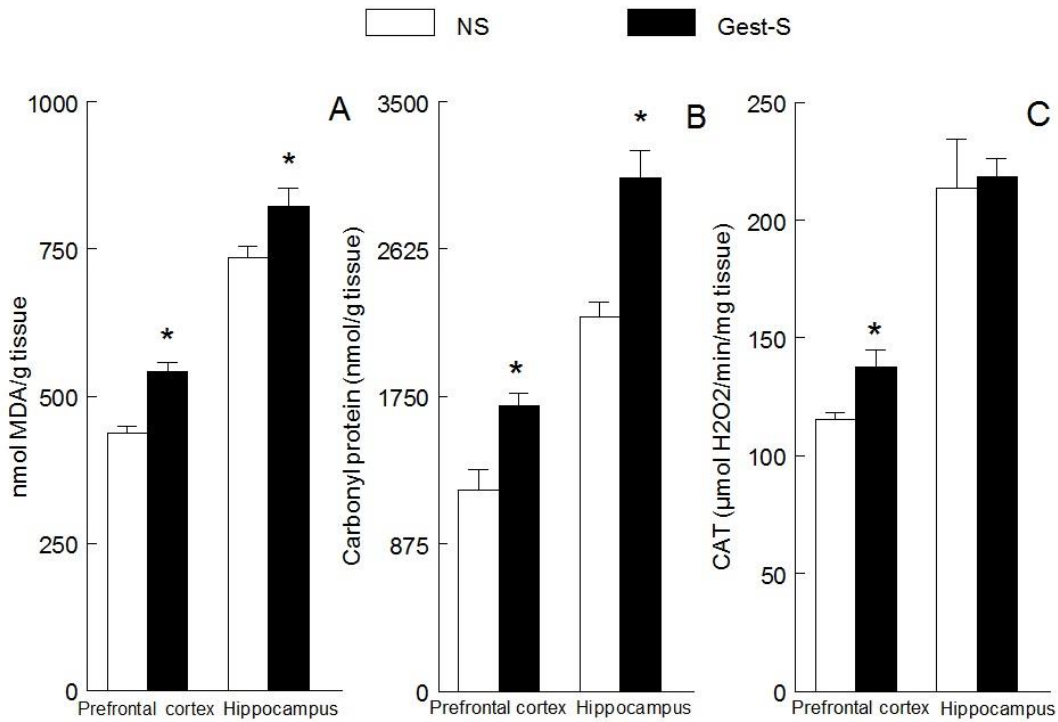 NS
Gest-S
A
nmol MDA/g tissue
1000
750
500
250
0
*
*
Prefrontal cortex Hippocampus
B
Carbonyl protein (nmol/g tissue)
3500
2625
1750
875
0
*
*
Prefrontal cortex Hippocampus
C
CAT (µmol H2O2/min/mg tissue)
250
200
150
100
50
0
*
Prefrontal cortex Hippocampus